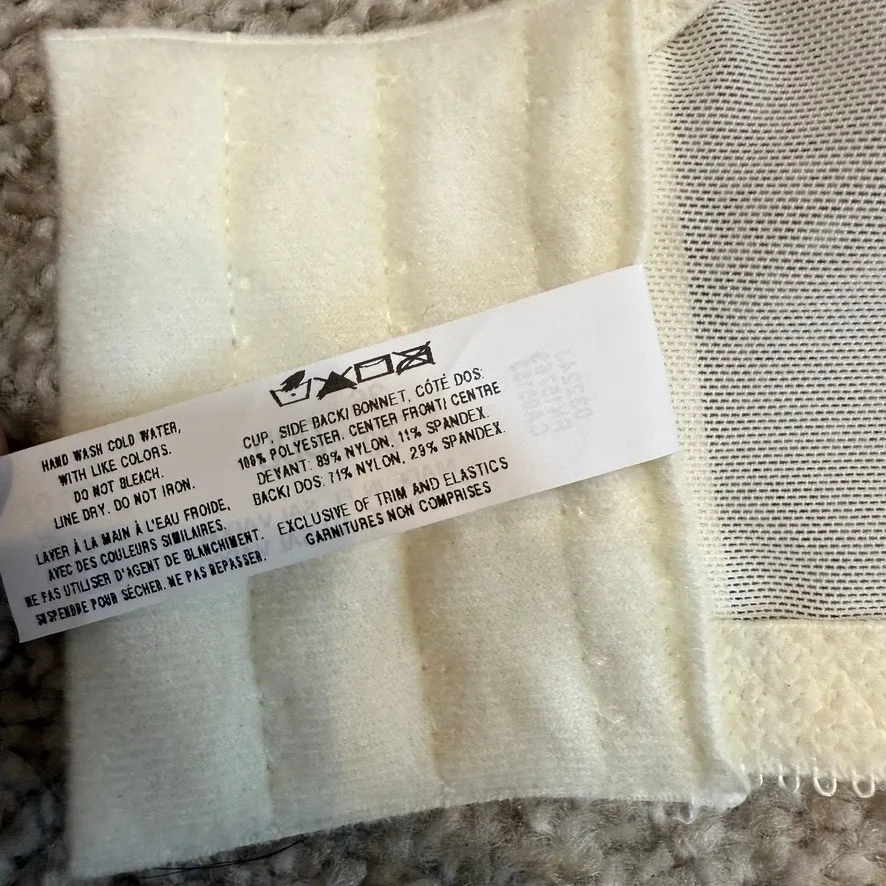 HAND WASH COLD WATER,
WITH LIKE COLORS.
DO NOT BLEACH.
LINE DRY. DO NOT IRON.
LAVER À LA MAIN À L'EAU FROIDE,
AVEC DES COULEURS SIMILAIRES.
NE PAS UTILISER D'AGENT DE BLANCHIMENT.
SUSPENDRE POUR SÉCHER. NE PAS REPASSER.
CUP, SIDE BACK/ BONNET, CÔTÉ DOS:
100% POLYESTER. CENTER FRONT/ CENTRE
DEVANT: 89% NYLON, 11% SPANDEX.
BACK/ DOS: 71% NYLON, 29% SPANDEX.
EXCLUSIVE OF TRIM AND ELASTICS
GARNITURES NON COMPRISES